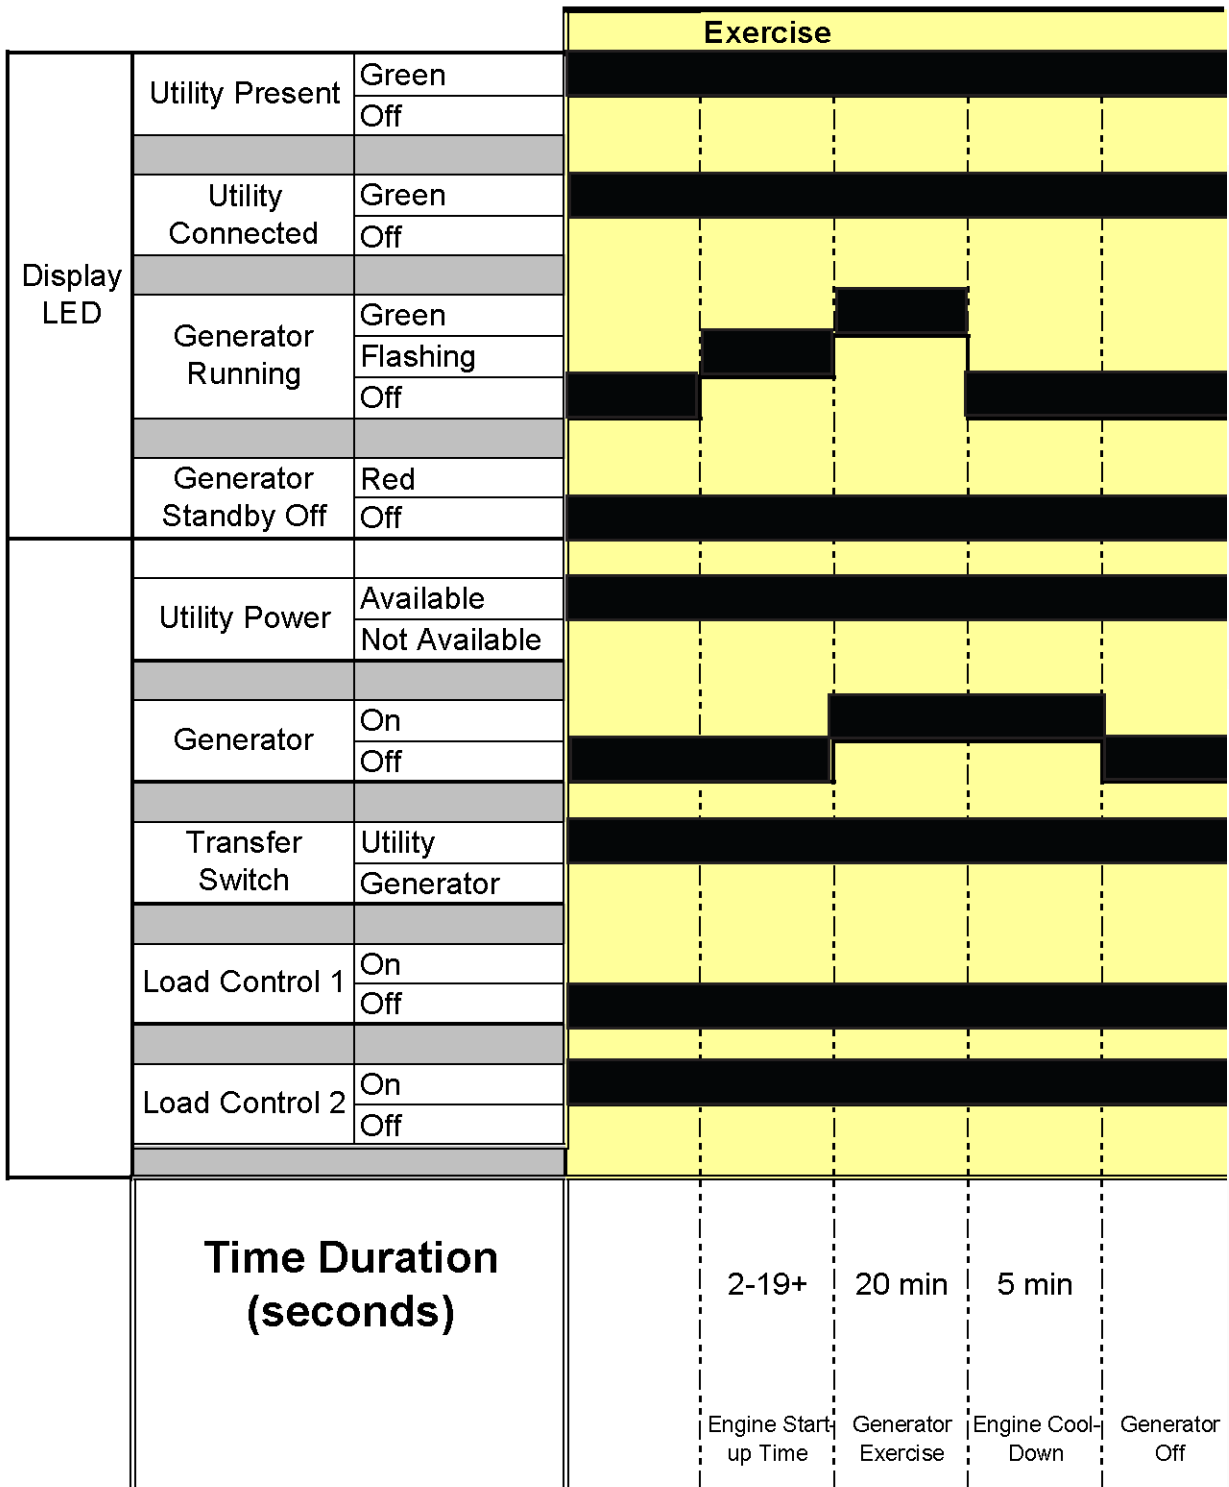 Exercise
Utility Present
Green
Off
Utility
Connected
Green
Off
Display
LED
Generator
Running
Green
Flashing
Off
Generator
Standby Off
Red
Off
Utility Power
Available
Not Available
Generator
On
Off
Transfer
Switch
Utility
Generator
Load Control 1
On
Off
Load Control 2
On
Off
Time Duration
(seconds)
2-19+
20 min
5 min
Engine Start-
up Time
Generator
Exercise
Engine Cool-
Down
Generator
Off